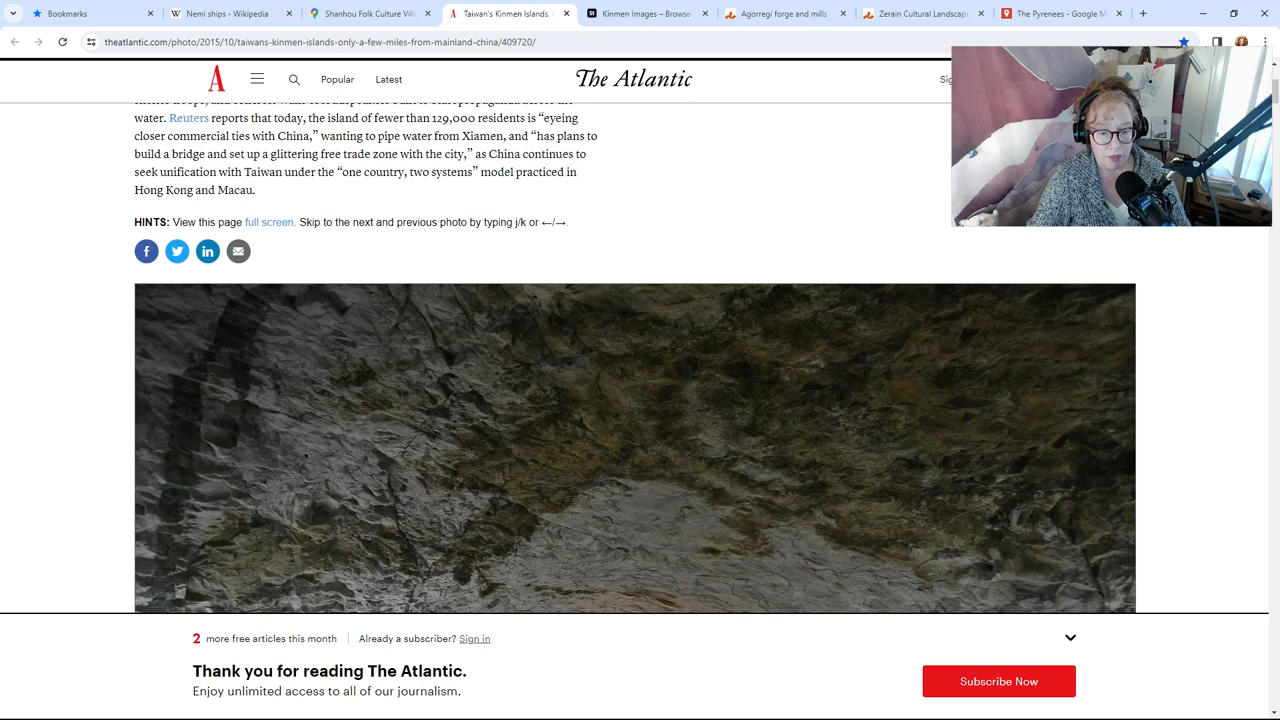 Bookmarks
Nemi ships - Wikipedia
Shanhou Folk Culture Vill
Taiwan's Kinmen Islands,
Kinmen Images – Browse
Agorregi forge and mills
Zerain Cultural Landscape
The Pyrenees - Google M
theatlantic.com/photo/2015/10/taiwans-kinmen-islands-only-a-few-miles-from-mainland-china/409720/
Popular
Latest
The Atlantic
water. Reuters reports that today, the island of fewer than 129,000 residents is “eyeing
closer commercial ties with China,” wanting to pipe water from Xiamen, and “has plans to
build a bridge and set up a glittering free trade zone with the city,” as China continues to
seek unification with Taiwan under the “one country, two systems” model practiced in
Hong Kong and Macau.
HINTS: View this page full screen. Skip to the next and previous photo by typing j/k or ←/→.
2 more free articles this month
Already a subscriber? Sign in
Thank you for reading The Atlantic.
Enjoy unlimited access to all of our journalism.
Subscribe Now